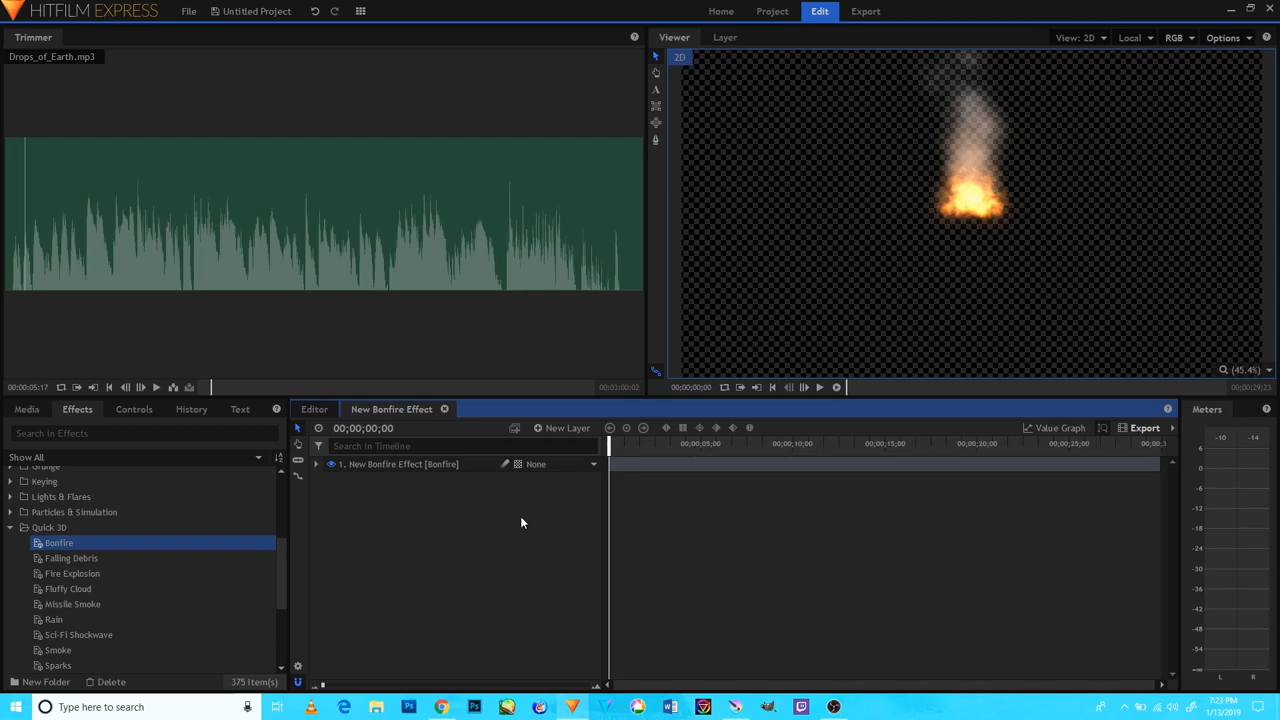 HITFILM EXPRESS File Untitled Project Home Project Edit Export
Trimmer
Drops_of_Earth.mp3
Viewer Layer View: 2D Local RGB Options
2D
(45.4%)
00:00:05:17 00:03:00:02
00;00;00;00 00;00;29;23
Media Effects Controls History Text
Search in Effects
Show All
Grunge
Keying
Lights & Flares
Particles & Simulation
Quick 3D
Bonfire
Falling Debris
Fire Explosion
Fluffy Cloud
Missile Smoke
Rain
Sci-Fi Shockwave
Smoke
Sparks
New Folder Delete 375 item(s)
Editor New Bonfire Effect
00;00;00;00 New Layer Value Graph Export
Search in Timeline 00;00;05;00 00;00;10;00 00;00;15;00 00;00;20;00 00;00;25;00 00;00;3
1. New Bonfire Effect [Bonfire] None
Meters
-10 -14
6
0
-6
-12
-18
-24
-30
-36
-42
-48
-54
-∞
L R
Type here to search
7:23 PM
1/13/2019